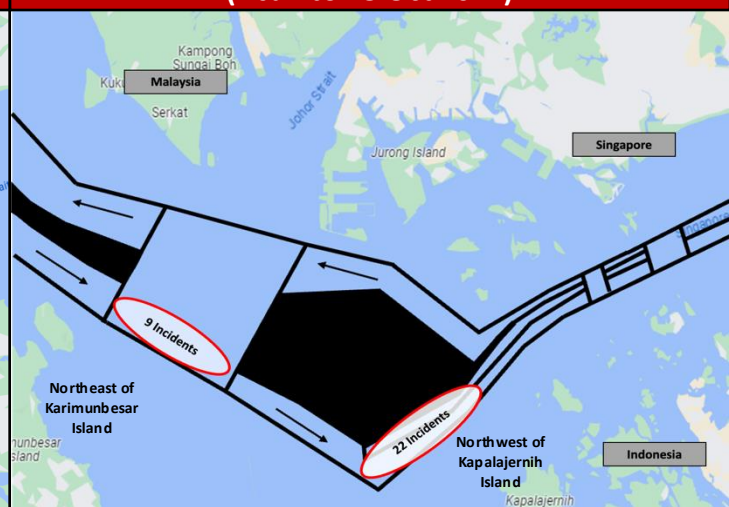 Kampong
Sungai Boh
Malaysia
Serkat
Johor Strait
Jurong Island
Singapore
9 Incidents
Northeast of
Karimunbesar
Island
22 Incidents
Northwest of
Kapalajernih
Island
Indonesia
Kapalajernih